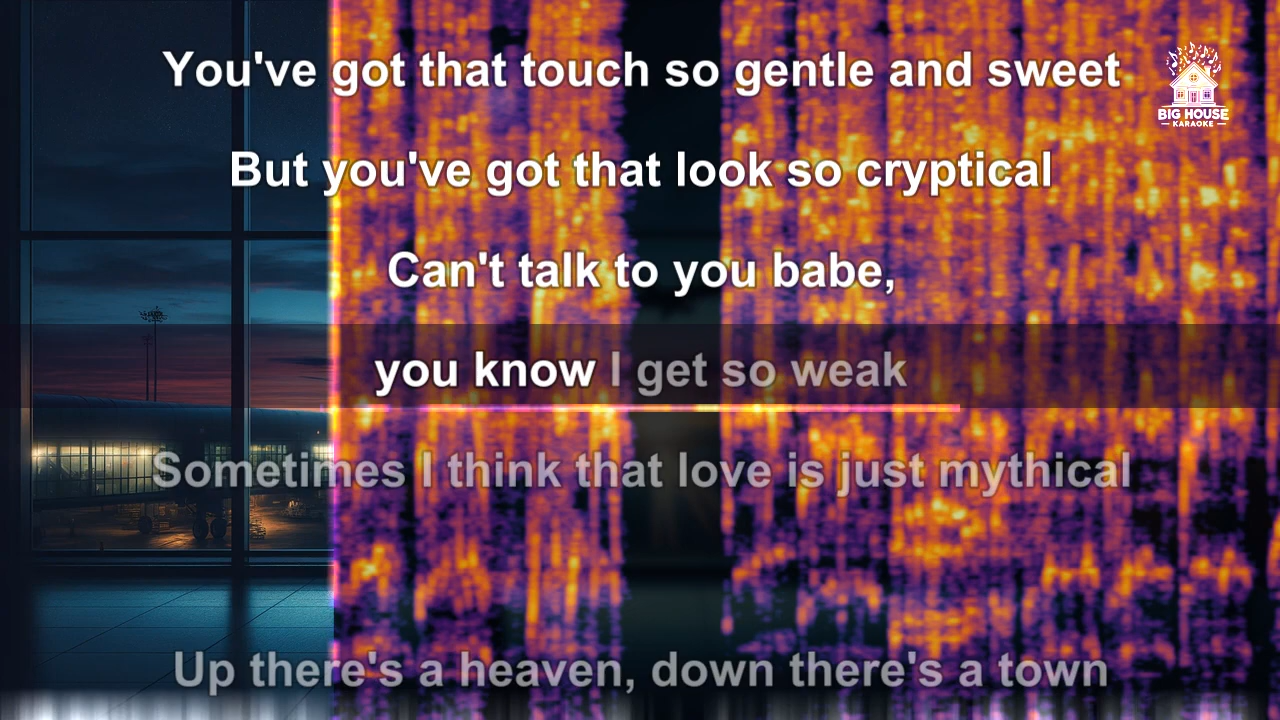 You've got that touch so gentle and sweet
But you've got that look so cryptical
Can't talk to you babe,
you know I get so weak
Sometimes I think that love is just mythical
Up there's a heaven, down there's a town
BIG HOUSE
KARAOKE